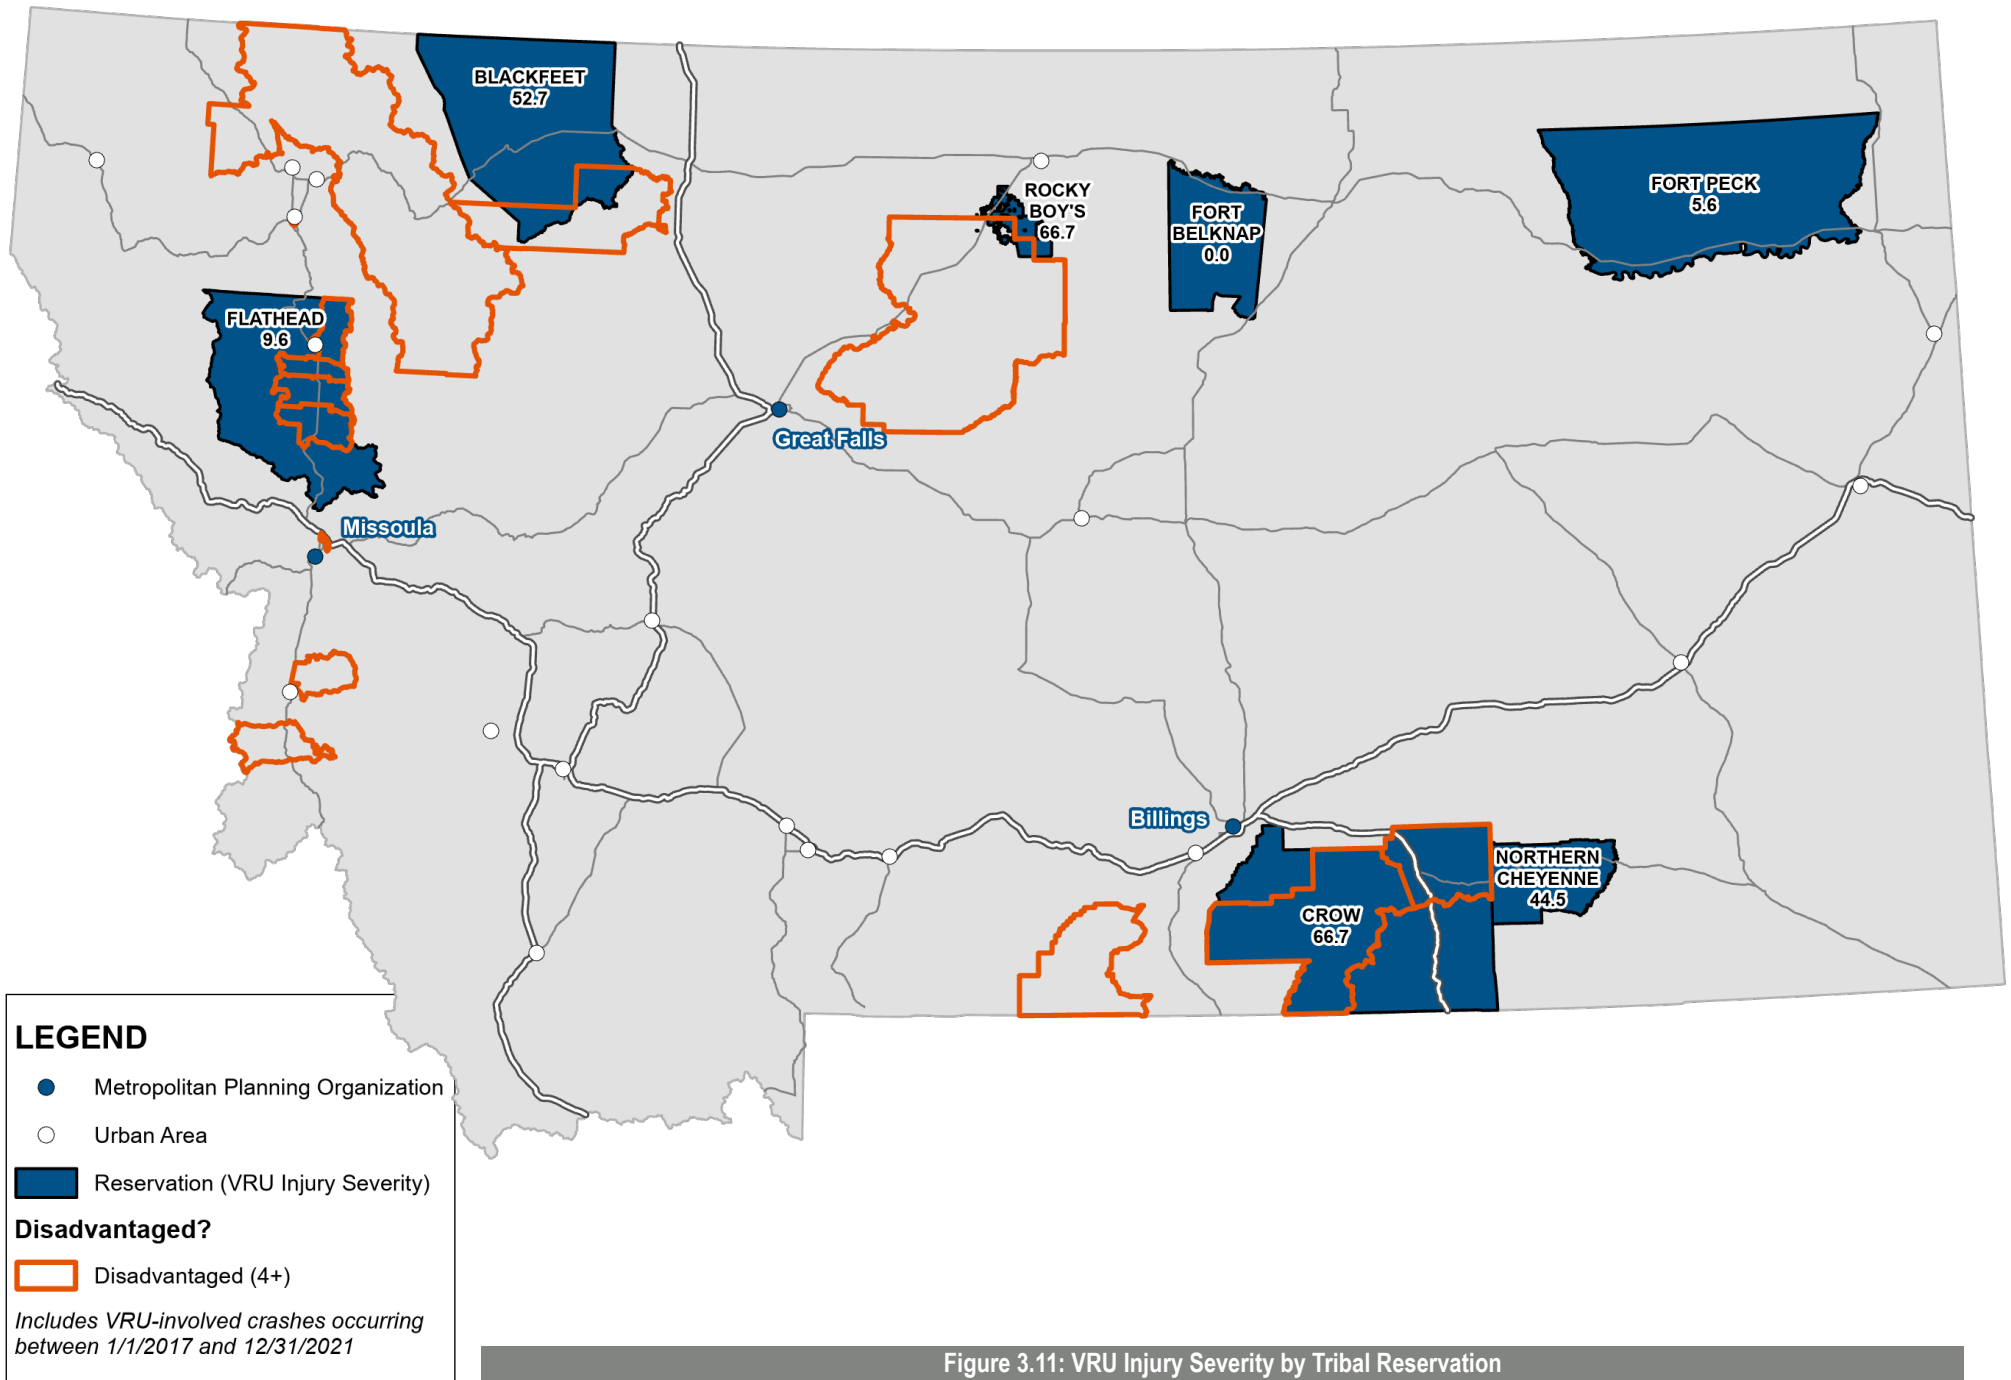 BLACKFEET
52.7
ROCKY
BOY'S
66.7
FORT
BELKNAP
0.0
FORT PECK
5.6
FLATHEAD
9.6
Great Falls
Missoula
Billings
NORTHERN
CHEYENNE
44.5
CROW
66.7
LEGEND
Metropolitan Planning Organization
Urban Area
Reservation (VRU Injury Severity)
Disadvantaged?
Disadvantaged (4+)
Includes VRU-involved crashes occurring
between 1/1/2017 and 12/31/2021
Figure 3.11: VRU Injury Severity by Tribal Reservation